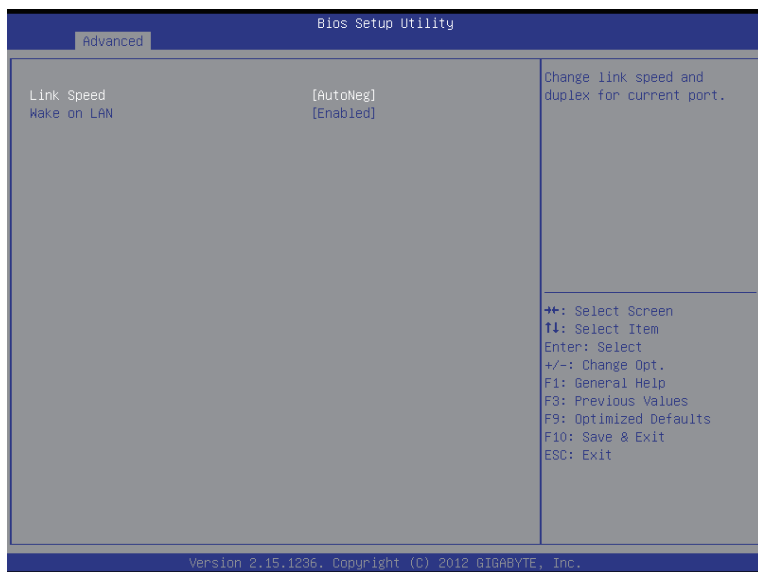 Bios Setup Utility
Advanced
Link Speed [AutoNeg]
Wake on LAN [Enabled]
Change link speed and
duplex for current port.
→←: Select Screen
↑↓: Select Item
Enter: Select
+/-: Change Opt.
F1: General Help
F3: Previous Values
F9: Optimized Defaults
F10: Save & Exit
ESC: Exit
Version 2.15.1236. Copyright (C) 2012 GIGABYTE, Inc.